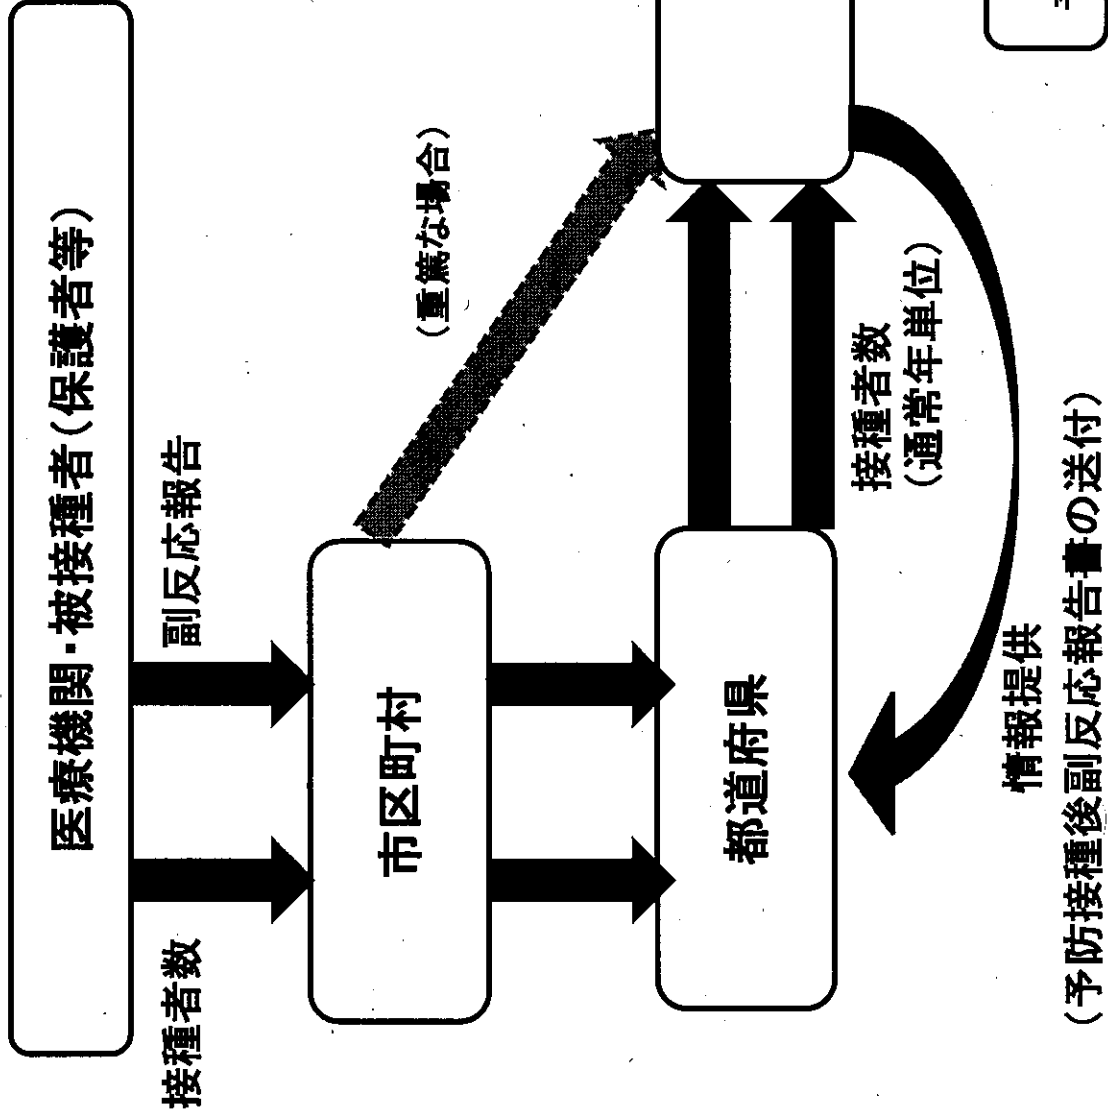 医療機関・被接種者(保護者等)
接種者数
副反応報告
市区町村
(重篤な場合)
都道府県
接種者数
(通常年単位)
情報提供
(予防接種後副反応報告書の送付)